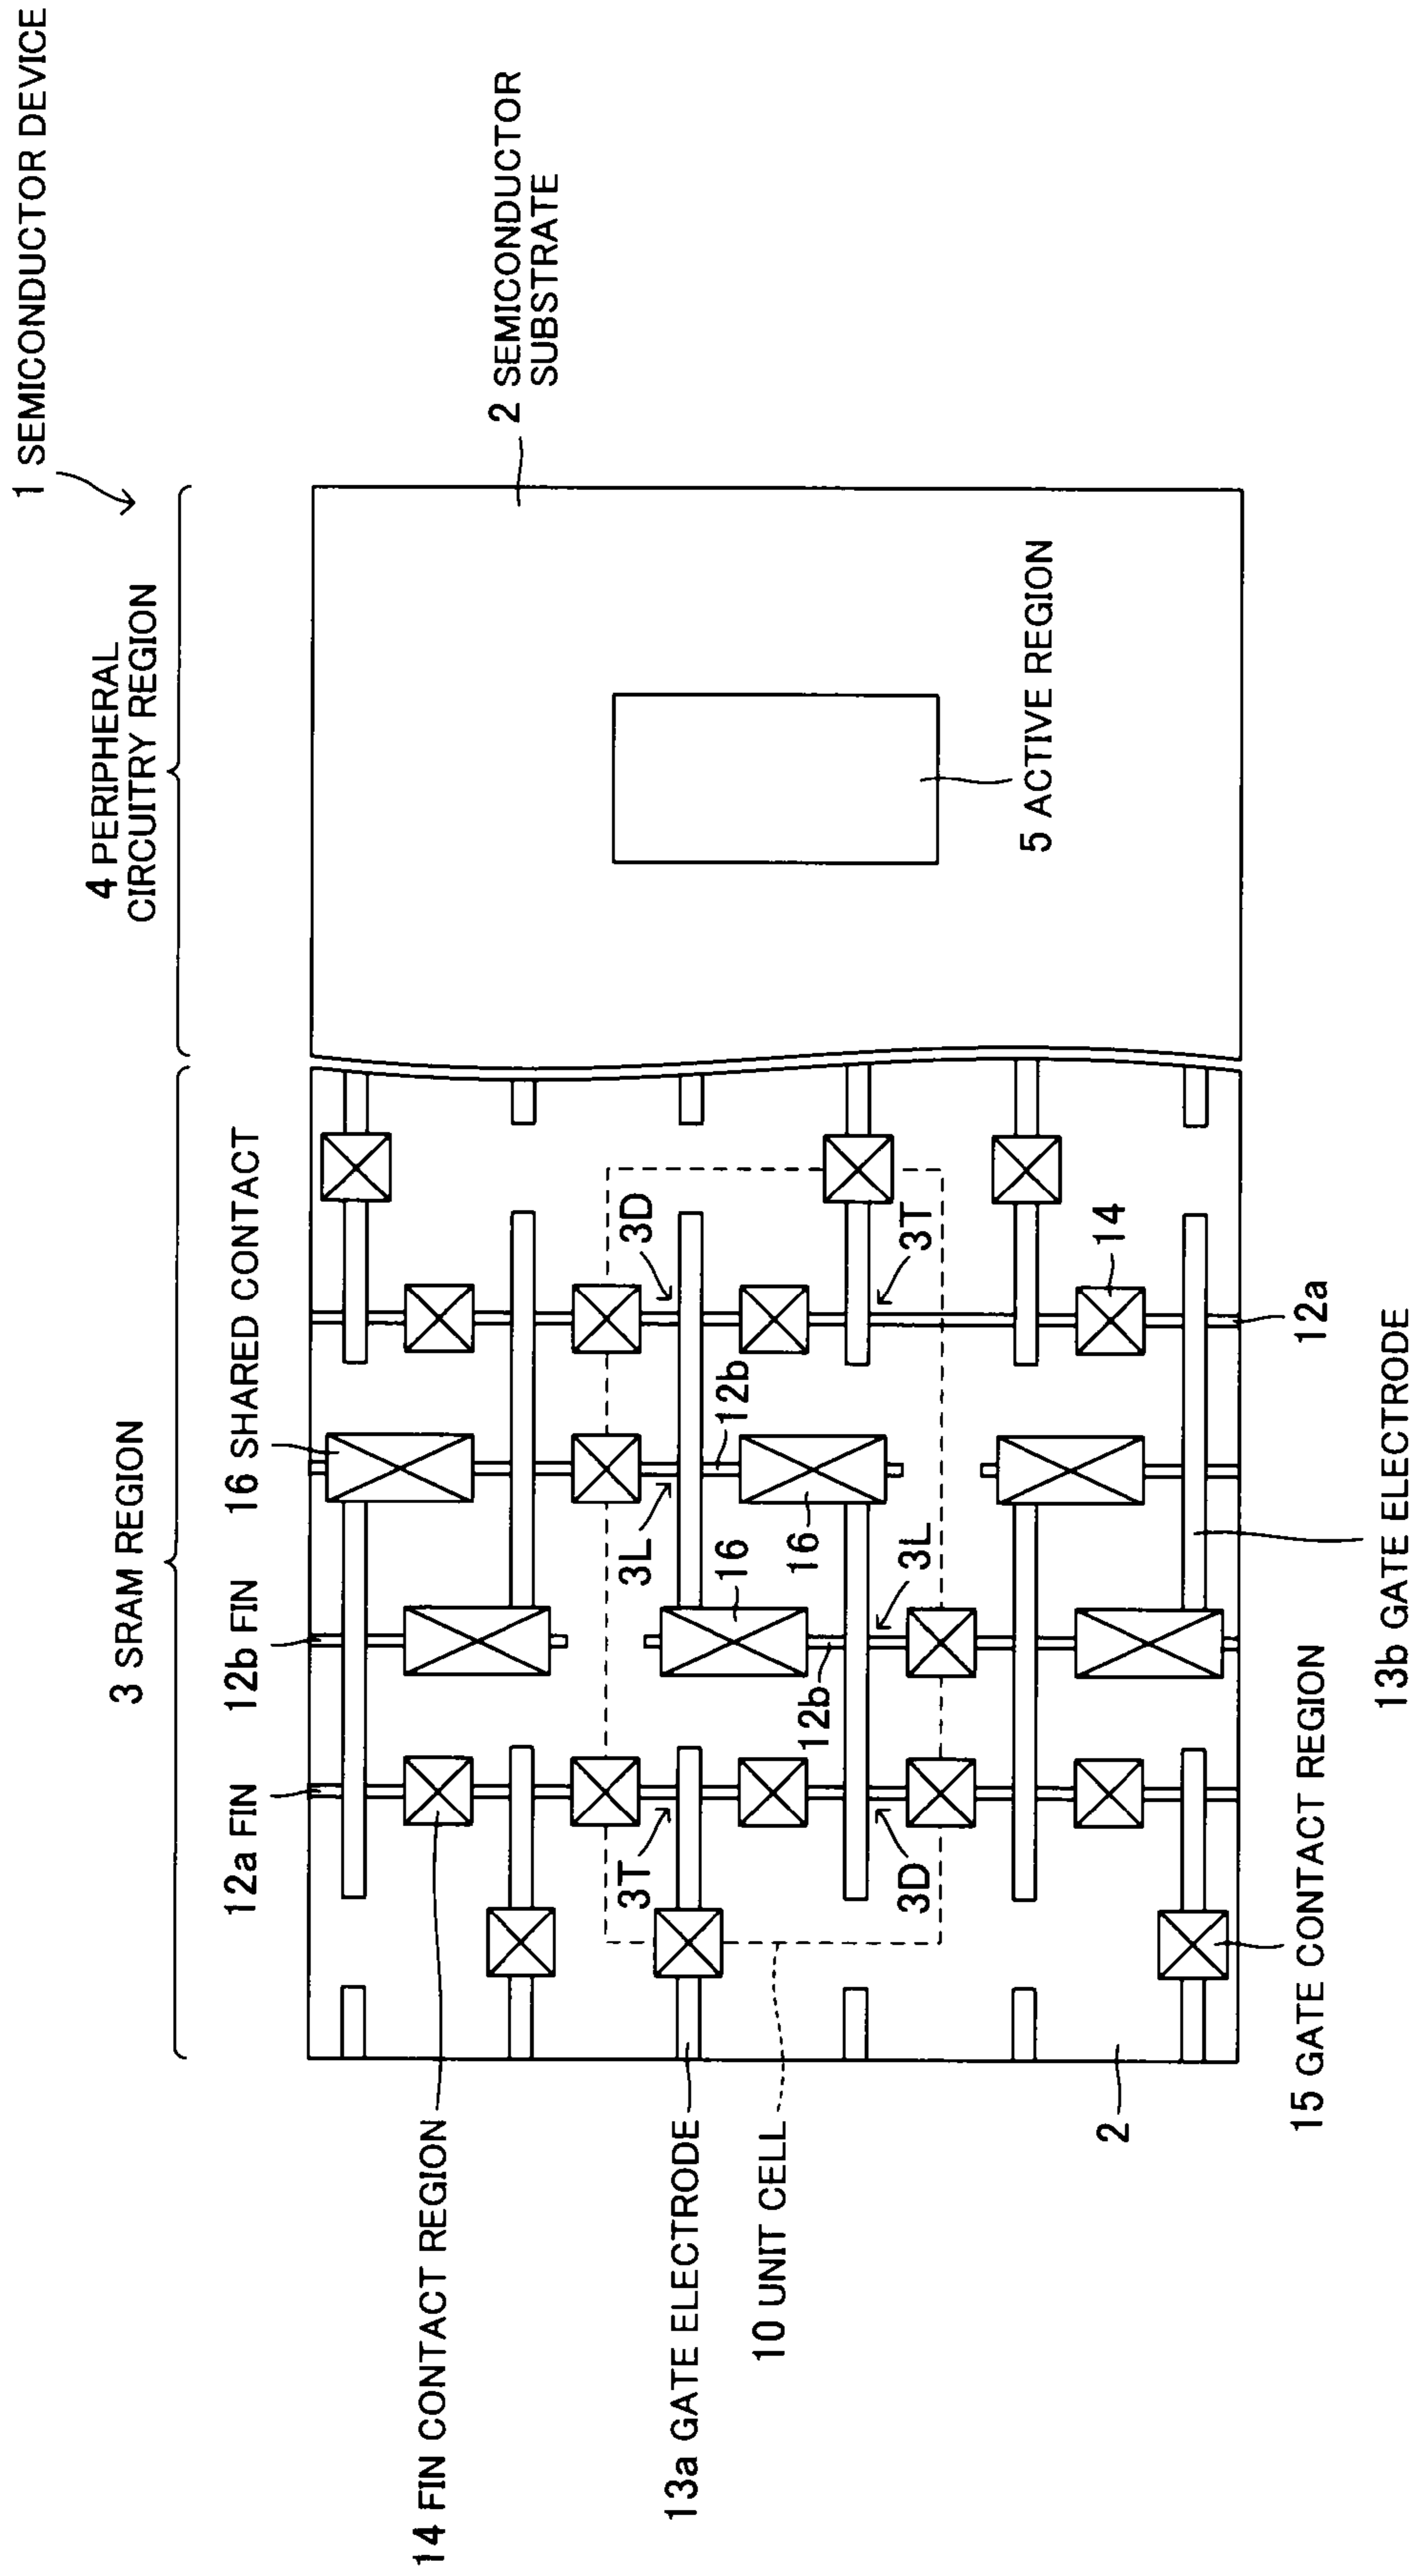 1 SEMICONDUCTOR DEVICE
3 SRAM REGION
4 PERIPHERAL
CIRCUITRY REGION
12a FIN
12b FIN
16 SHARED CONTACT
2 SEMICONDUCTOR
SUBSTRATE
14 FIN CONTACT REGION
3T
3L
3D
13a GATE ELECTRODE
16
12b
10 UNIT CELL
12b
16
3D
3L
3T
5 ACTIVE REGION
2
14
15 GATE CONTACT REGION
12a
13b GATE ELECTRODE